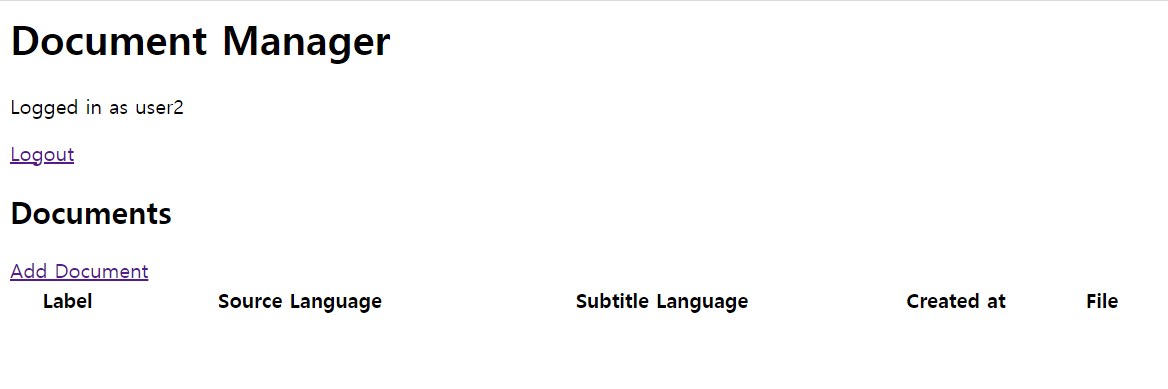 Document Manager
Logged in as user2
Logout
Documents
Add Document
Label Source Language Subtitle Language Created at File